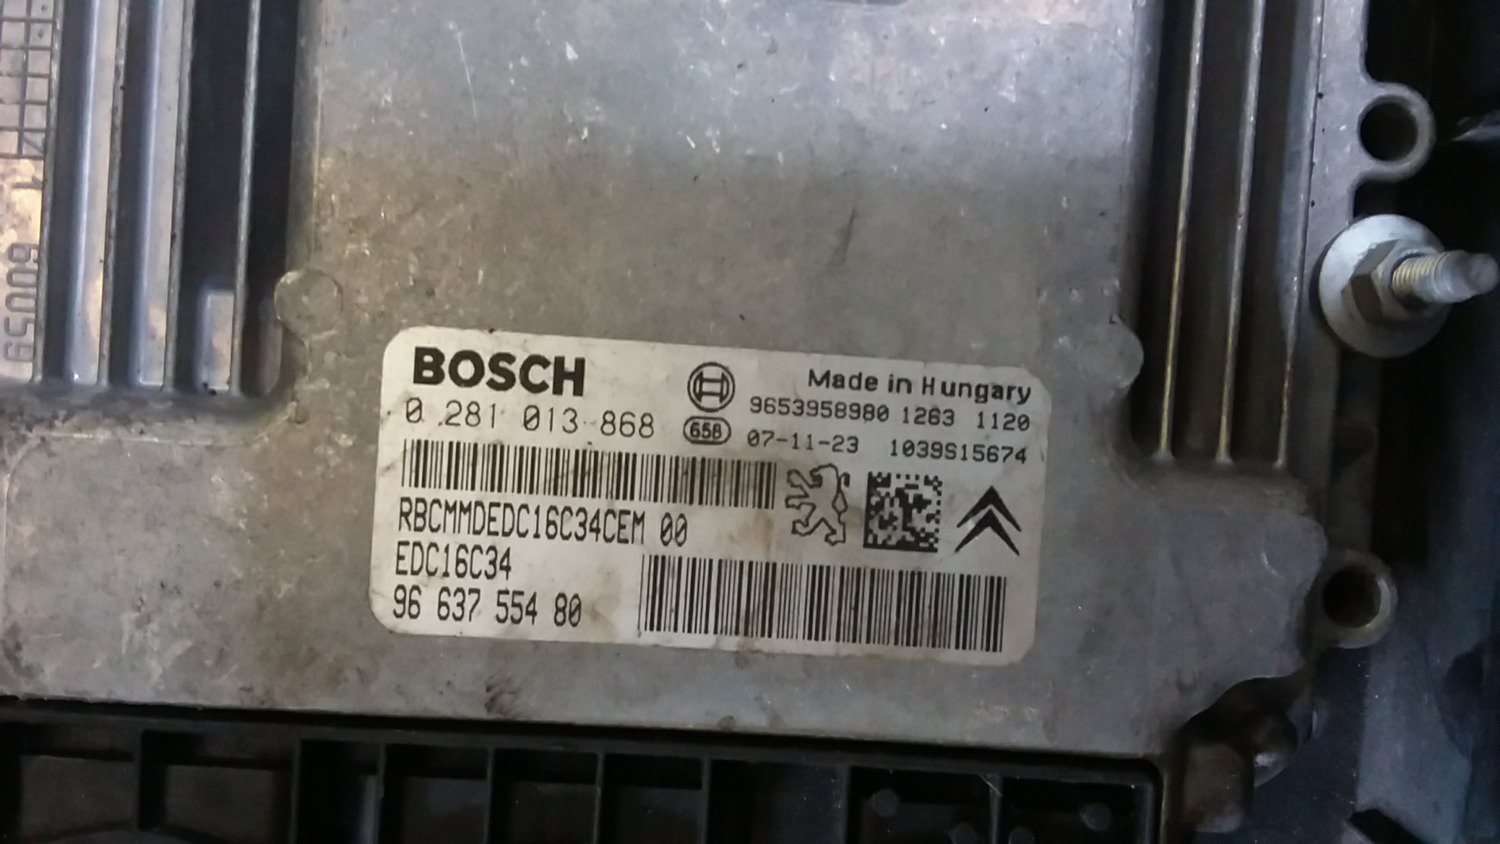 BOSCH
Made in Hungary
9653958980 1263 1120
0 281 013 868
658
07-11-23 1039S15674
RBCMMDEDC16C34CEM 00
EDC16C34
96 637 554 80
60059